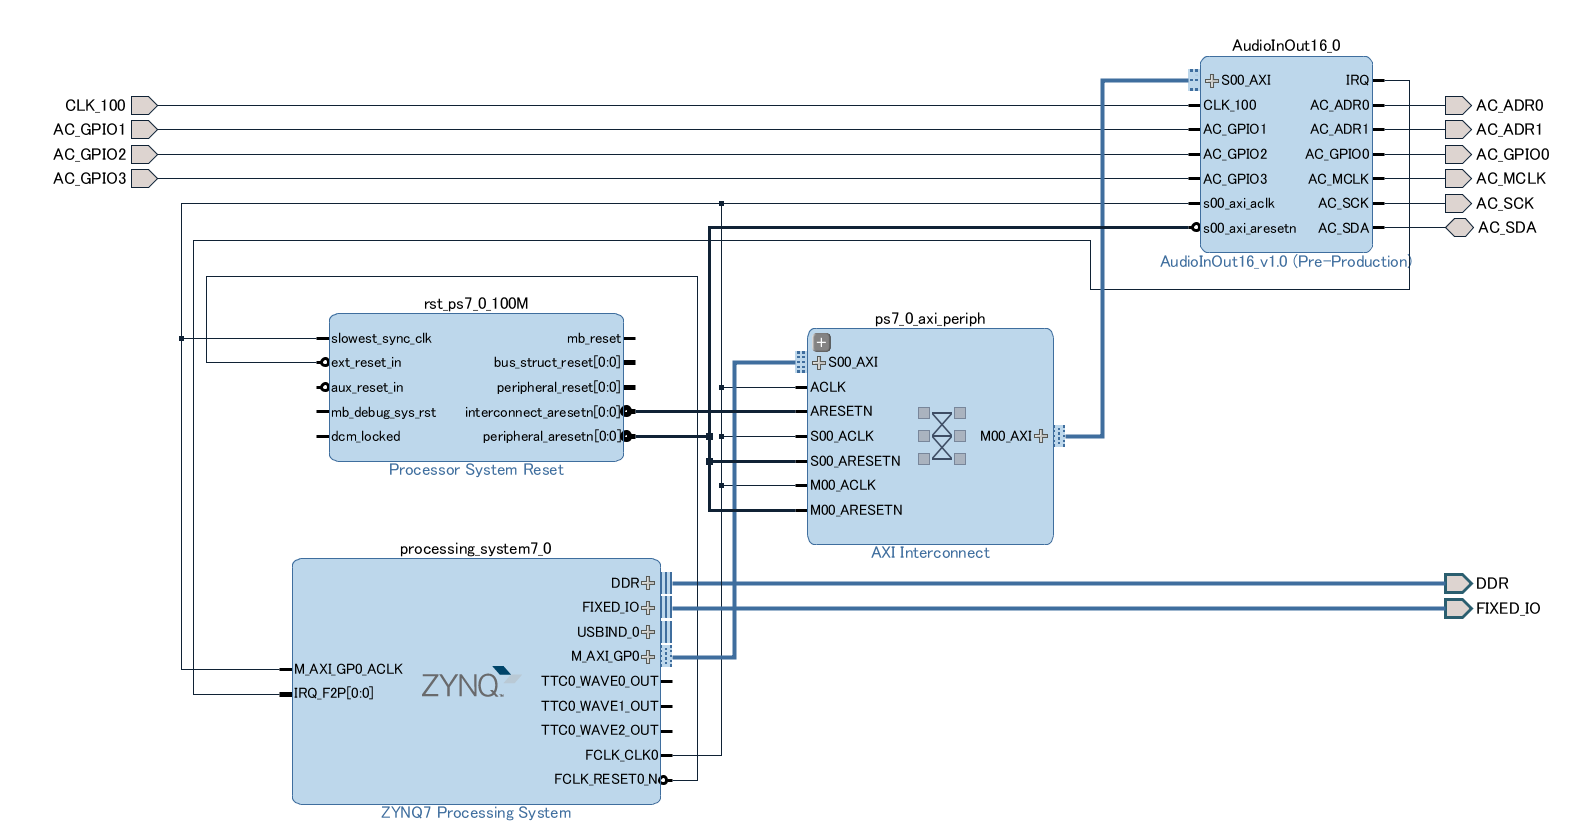 AudioInOut16_0
S00_AXI
IRQ
CLK_100
CLK_100
AC_ADR0
AC_ADR0
AC_GPIO1
AC_GPIO1
AC_ADR1
AC_ADR1
AC_GPIO2
AC_GPIO2
AC_GPIO0
AC_GPIO0
AC_GPIO3
AC_GPIO3
AC_MCLK
AC_MCLK
s00_axi_aclk
AC_SCK
AC_SCK
s00_axi_aresetn
AC_SDA
AC_SDA
AudioInOut16_v1.0 (Pre-Production)
rst_ps7_0_100M
slowest_sync_clk
mb_reset
ext_reset_in
bus_struct_reset[0:0]
aux_reset_in
peripheral_reset[0:0]
mb_debug_sys_rst
interconnect_aresetn[0:0]
dcm_locked
peripheral_aresetn[0:0]
Processor System Reset
ps7_0_axi_periph
S00_AXI
ACLK
ARESETN
S00_ACLK
M00_AXI
S00_ARESETN
M00_ACLK
M00_ARESETN
AXI Interconnect
processing_system7_0
DDR
DDR
FIXED_IO
FIXED_IO
USBIND_0
M_AXI_GP0
M_AXI_GP0_ACLK
ZYNQ
TTC0_WAVE0_OUT
IRQ_F2P[0:0]
TTC0_WAVE1_OUT
TTC0_WAVE2_OUT
FCLK_CLK0
FCLK_RESET0_N
ZYNQ7 Processing System